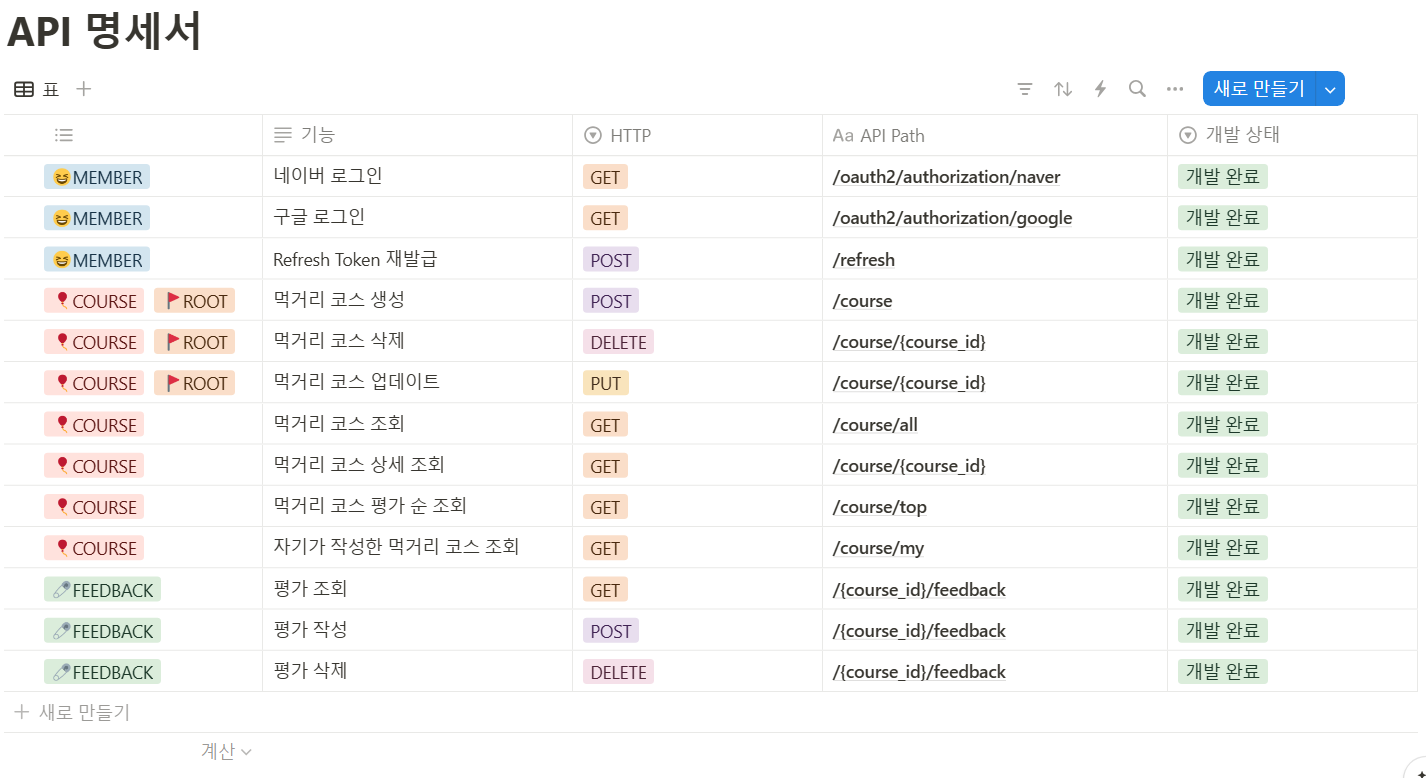 API 명세서
표
새로 만들기
기능 HTTP Aa API Path 개발 상태
MEMBER 네이버 로그인 GET /oauth2/authorization/naver 개발 완료
MEMBER 구글 로그인 GET /oauth2/authorization/google 개발 완료
MEMBER Refresh Token 재발급 POST /refresh 개발 완료
COURSE ROOT 먹거리 코스 생성 POST /course 개발 완료
COURSE ROOT 먹거리 코스 삭제 DELETE /course/{course_id} 개발 완료
COURSE ROOT 먹거리 코스 업데이트 PUT /course/{course_id} 개발 완료
COURSE 먹거리 코스 조회 GET /course/all 개발 완료
COURSE 먹거리 코스 상세 조회 GET /course/{course_id} 개발 완료
COURSE 먹거리 코스 평가 순 조회 GET /course/top 개발 완료
COURSE 자기가 작성한 먹거리 코스 조회 GET /course/my 개발 완료
FEEDBACK 평가 조회 GET /{course_id}/feedback 개발 완료
FEEDBACK 평가 작성 POST /{course_id}/feedback 개발 완료
FEEDBACK 평가 삭제 DELETE /{course_id}/feedback 개발 완료
새로 만들기
계산